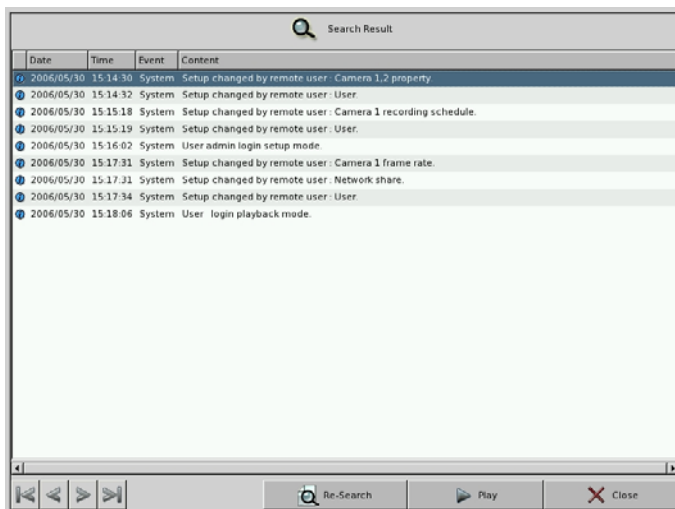 Search Result
Date Time Event Content
2006/05/30 15:14:30 System Setup changed by remote user : Camera 1,2 property.
2006/05/30 15:14:32 System Setup changed by remote user : User.
2006/05/30 15:15:18 System Setup changed by remote user : Camera 1 recording schedule.
2006/05/30 15:15:19 System Setup changed by remote user : User.
2006/05/30 15:16:02 System User admin login setup mode.
2006/05/30 15:17:31 System Setup changed by remote user : Camera 1 frame rate.
2006/05/30 15:17:31 System Setup changed by remote user : Network share.
2006/05/30 15:17:34 System Setup changed by remote user : User.
2006/05/30 15:18:06 System User login playback mode.
Re-Search Play Close